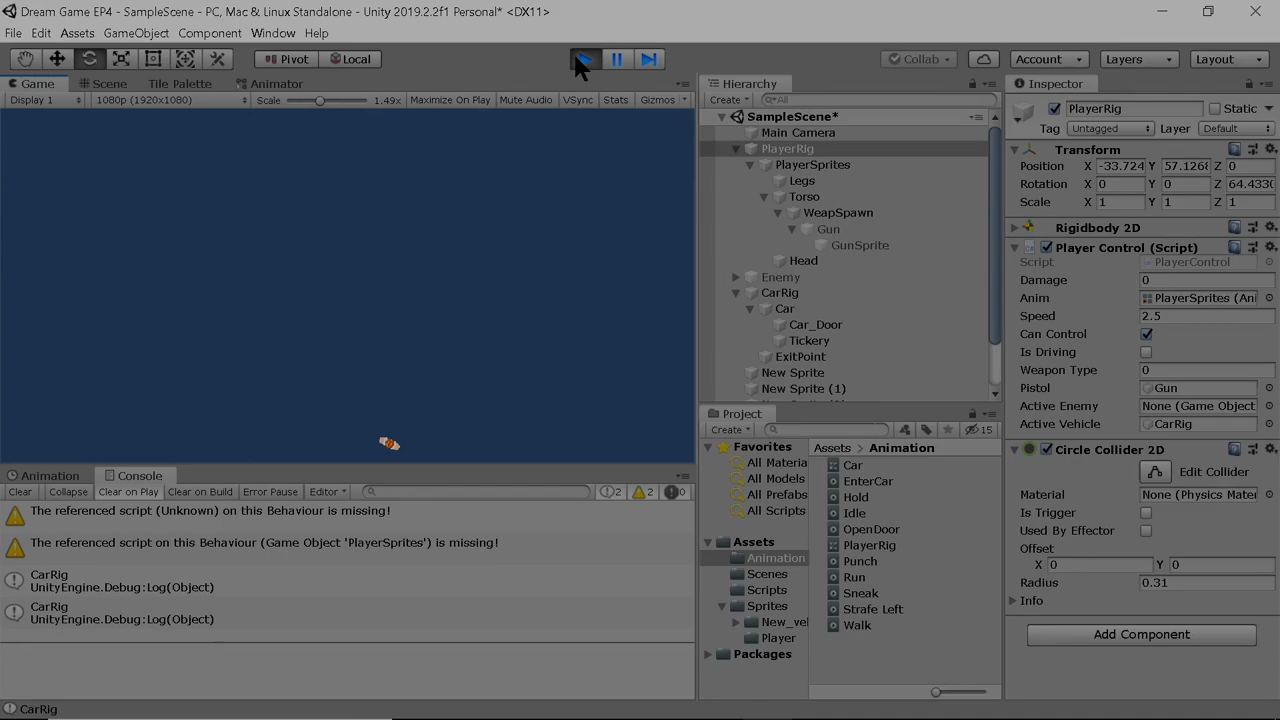 Dream Game EP4 - SampleScene - PC, Mac & Linux Standalone - Unity 2019.2.2f1 Personal* <DX11>
File Edit Assets GameObject Component Window Help
Pivot Local Collab Account Layers Layout
Game Scene Tile Palette Animator
Display 1 1080p (1920x1080) Scale 1.49x Maximize On Play Mute Audio VSync Stats Gizmos
Hierarchy
Create All
SampleScene*
Main Camera
PlayerRig
PlayerSprites
Legs
Torso
WeapSpawn
Gun
GunSprite
Head
Enemy
CarRig
Car
Car_Door
Tickery
ExitPoint
New Sprite
New Sprite (1)
Inspector
PlayerRig Static
Tag Untagged Layer Default
Transform
Position X -33.724 Y 57.1268 Z 0
Rotation X 0 Y 0 Z 64.4330
Scale X 1 Y 1 Z 1
Rigidbody 2D
Player Control (Script)
Script PlayerControl
Damage 0
Anim PlayerSprites (Ani
Speed 2.5
Can Control
Is Driving
Weapon Type 0
Pistol Gun
Active Enemy None (Game Object
Active Vehicle CarRig
Circle Collider 2D
Edit Collider
Material None (Physics Mater
Is Trigger
Used By Effector
Offset
X 0 Y 0
Radius 0.31
Info
Add Component
Animation Console
Clear Collapse Clear on Play Clear on Build Error Pause Editor 2 2 0
The referenced script (Unknown) on this Behaviour is missing!
The referenced script on this Behaviour (Game Object 'PlayerSprites') is missing!
CarRig
UnityEngine.Debug:Log(Object)
CarRig
UnityEngine.Debug:Log(Object)
Project
Create 15
Favorites
All Materia
All Models
All Prefabs
All Scripts
Assets
Animation
Scenes
Scripts
Sprites
New_vel
Player
Packages
Assets Animation
Car
EnterCar
Hold
Idle
OpenDoor
PlayerRig
Punch
Run
Sneak
Strafe Left
Walk
CarRig